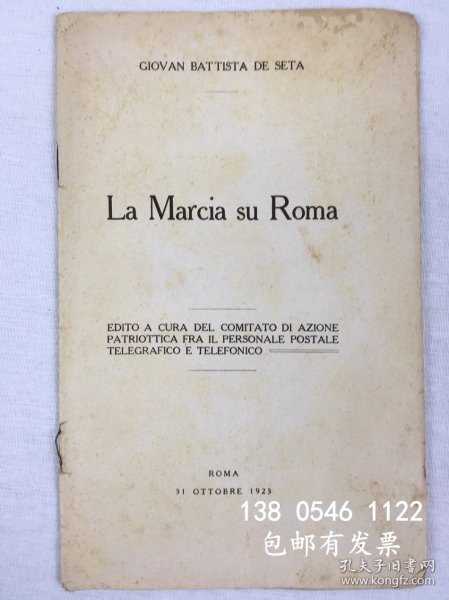 GIOVAN BATTISTA DE SETA
La Marcia su Roma
EDITO A CURA DEL COMITATO DI AZIONE
PATRIOTTICA FRA IL PERSONALE POSTALE
TELEGRAFICO E TELEFONICO
ROMA
31 OTTOBRE 1923
138 0546 1122
包邮有发票
孔夫子旧书网
www.kongfz.com